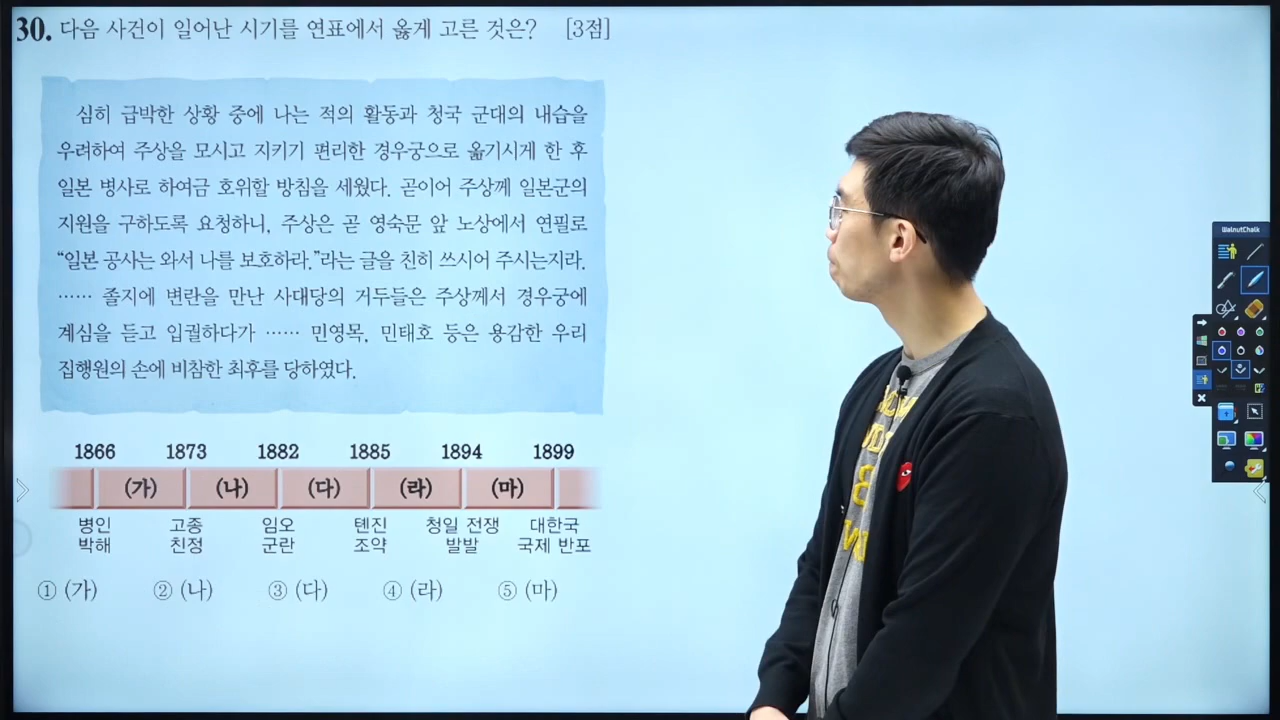 30. 다음 사건이 일어난 시기를 연표에서 옳게 고른 것은? [3점]
심히 급박한 상황 중에 나는 적의 활동과 청국 군대의 내습을
우려하여 주상을 모시고 지키기 편리한 경우궁으로 옮기시게 한 후
일본 병사로 하여금 호위할 방침을 세웠다. 곧이어 주상께 일본군의
지원을 구하도록 요청하니, 주상은 곧 영숙문 앞 노상에서 연필로
“일본 공사는 와서 나를 보호하라.”라는 글을 친히 쓰시어 주시는지라.
…… 졸지에 변란을 만난 사대당의 거두들은 주상께서 경우궁에
계심을 듣고 입궐하다가 …… 민영목, 민태호 등은 용감한 우리
집행원의 손에 비참한 최후를 당하였다.
1866 1873 1882 1885 1894 1899
(가) (나) (다) (라) (마)
병인 고종 임오 톈진 청일 전쟁 대한국
박해 친정 군란 조약 발발 국제 반포
① (가) ② (나) ③ (다) ④ (라) ⑤ (마)
WalnutChalk